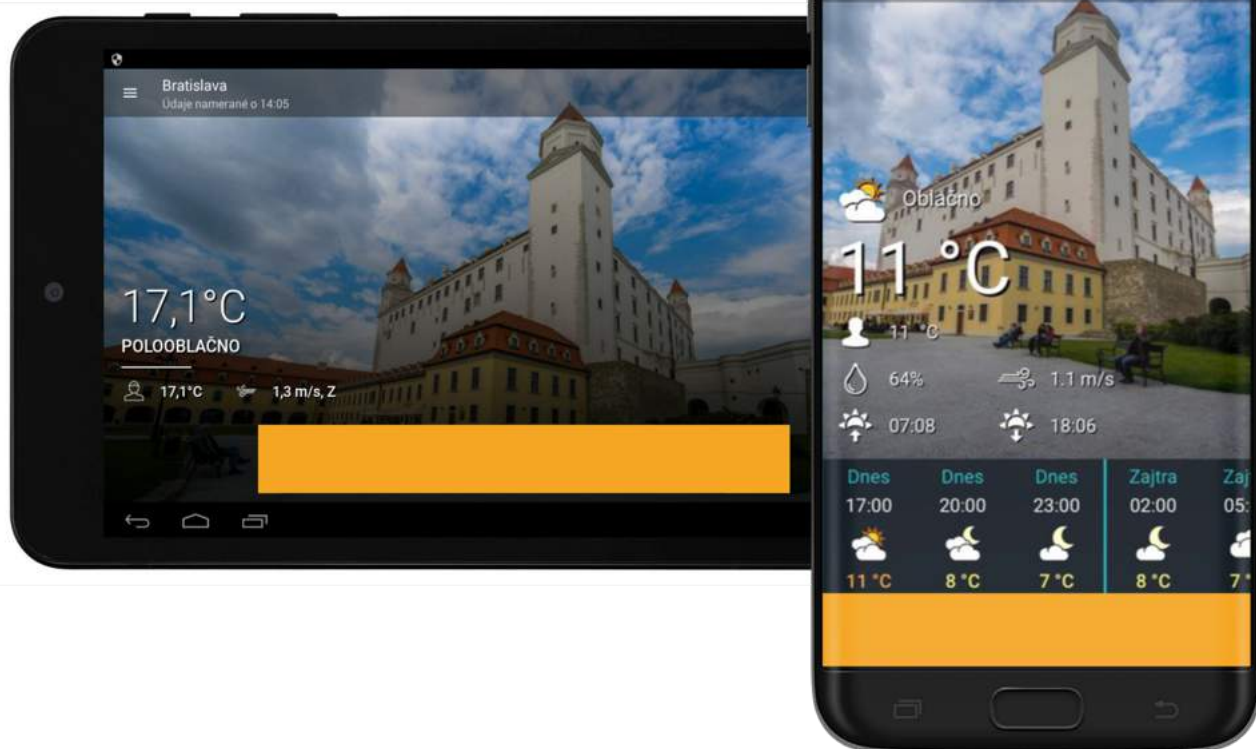 Bratislava
Údaje namerané o 14:05
17,1°C
POLOOBLAČNO
17,1°C 1,3 m/s, Z
Oblačno
11 °C
11 °C
64% 1.1 m/s
07:08 18:06
Dnes Dnes Dnes Zajtra
17:00 20:00 23:00 02:00 05:
11 °C 8 °C 7 °C 8 °C 7